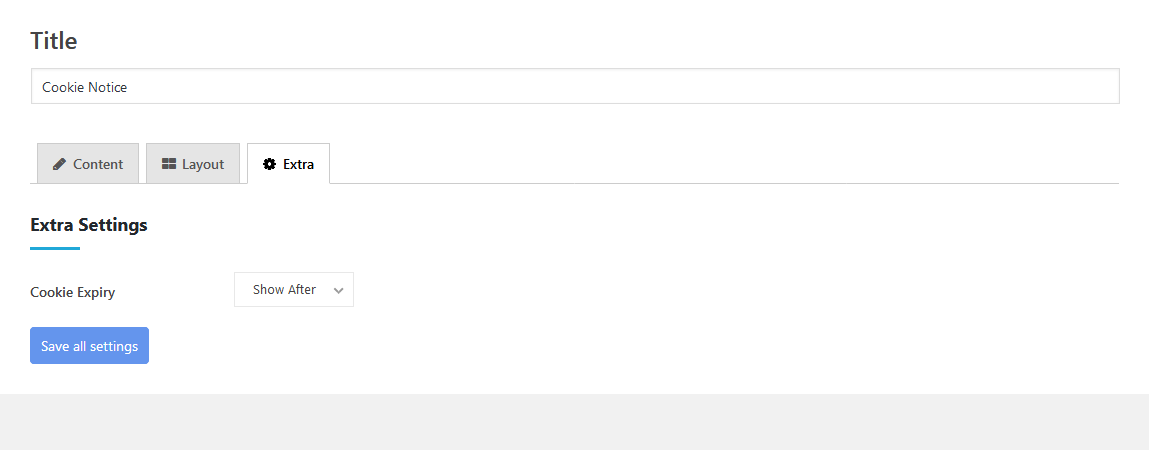 Title
Cookie Notice
Content Layout Extra
Extra Settings
Cookie Expiry Show After
Save all settings